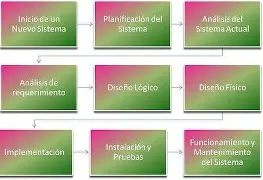 Inicio de un
Nuevo Sistema
Planificación del
Sistema
Análisis del
Sistema Actual
Análisis de
requerimiento
Diseño Lógico
Diseño Físico
Implementación
Instalación y
Pruebas
Funcionamiento y
Mantenimiento
del Sistema